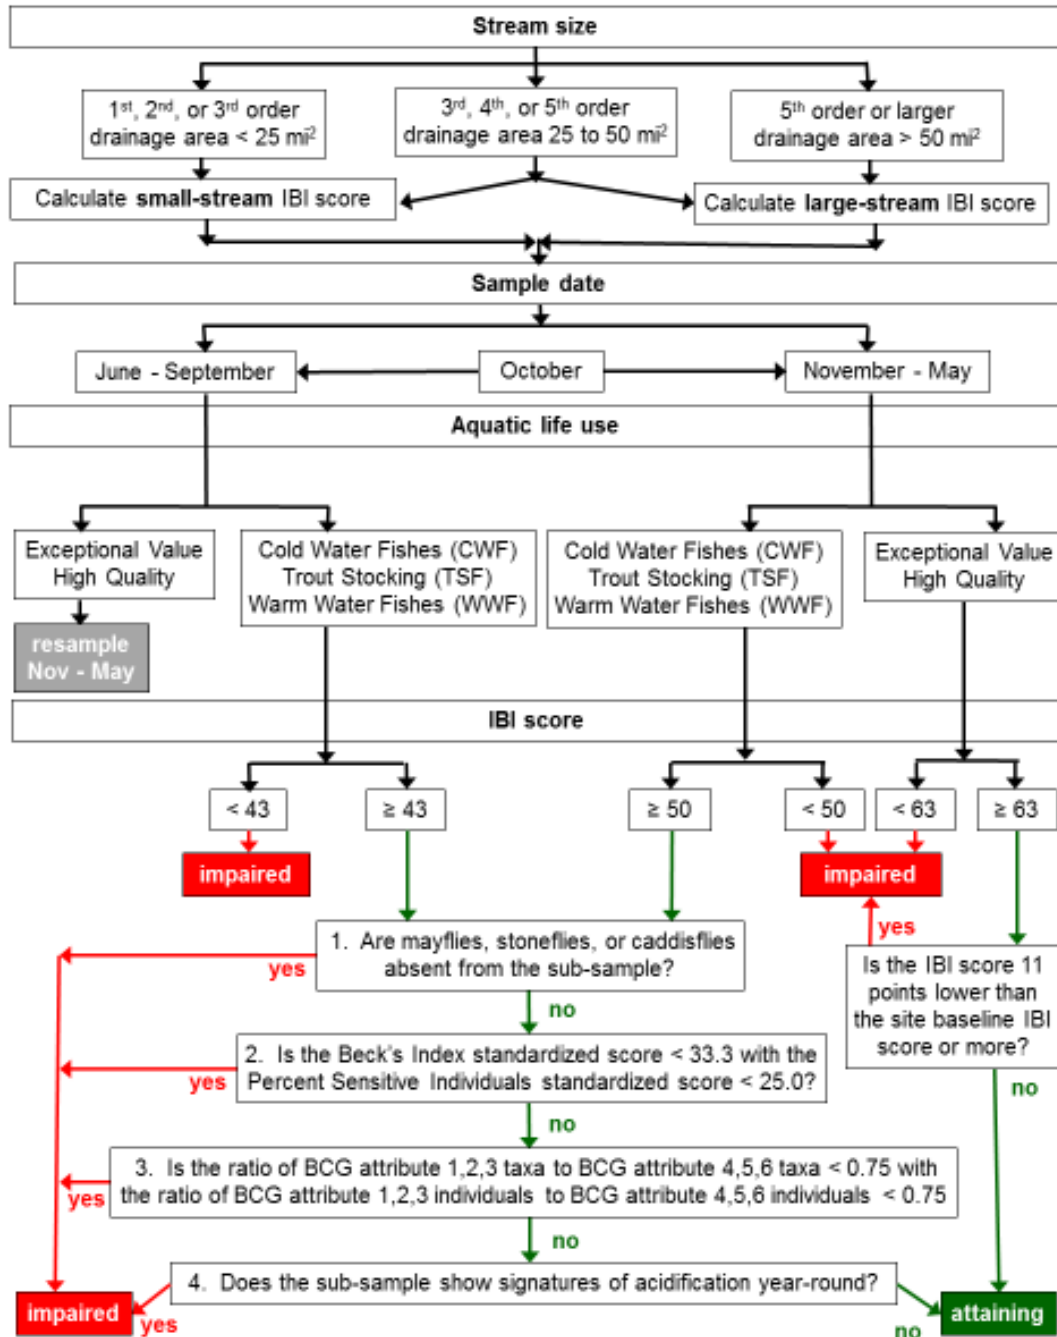 Stream size
1st, 2nd, or 3rd order
drainage area < 25 mi²
3rd, 4th, or 5th order
drainage area 25 to 50 mi²
5th order or larger
drainage area > 50 mi²
Calculate small-stream IBI score
Calculate large-stream IBI score
Sample date
June - September
October
November - May
Aquatic life use
Exceptional Value
High Quality
Cold Water Fishes (CWF)
Trout Stocking (TSF)
Warm Water Fishes (WWF)
Cold Water Fishes (CWF)
Trout Stocking (TSF)
Warm Water Fishes (WWF)
Exceptional Value
High Quality
resample
Nov - May
IBI score
< 43
≥ 43
≥ 50
< 50
< 63
≥ 63
impaired
impaired
1. Are mayflies, stoneflies, or caddisflies
absent from the sub-sample?
yes
no
yes
Is the IBI score 11
points lower than
the site baseline IBI
score or more?
no
2. Is the Beck's Index standardized score < 33.3 with the
Percent Sensitive Individuals standardized score < 25.0?
yes
no
3. Is the ratio of BCG attribute 1,2,3 taxa to BCG attribute 4,5,6 taxa < 0.75 with
the ratio of BCG attribute 1,2,3 individuals to BCG attribute 4,5,6 individuals < 0.75
yes
no
4. Does the sub-sample show signatures of acidification year-round?
impaired
yes
no
attaining